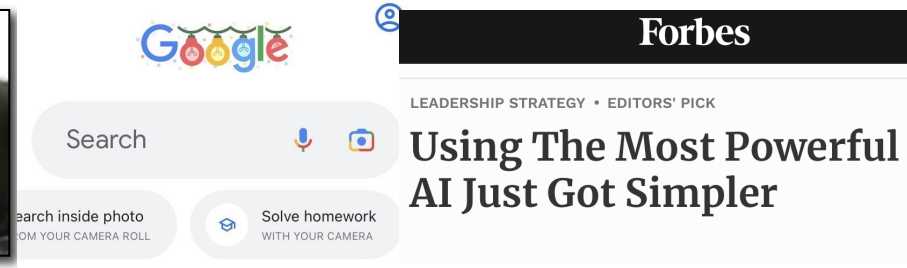 Google
Search
earch inside photo
OM YOUR CAMERA ROLL
Solve homework
WITH YOUR CAMERA
Forbes
LEADERSHIP STRATEGY • EDITORS' PICK
Using The Most Powerful
AI Just Got Simpler